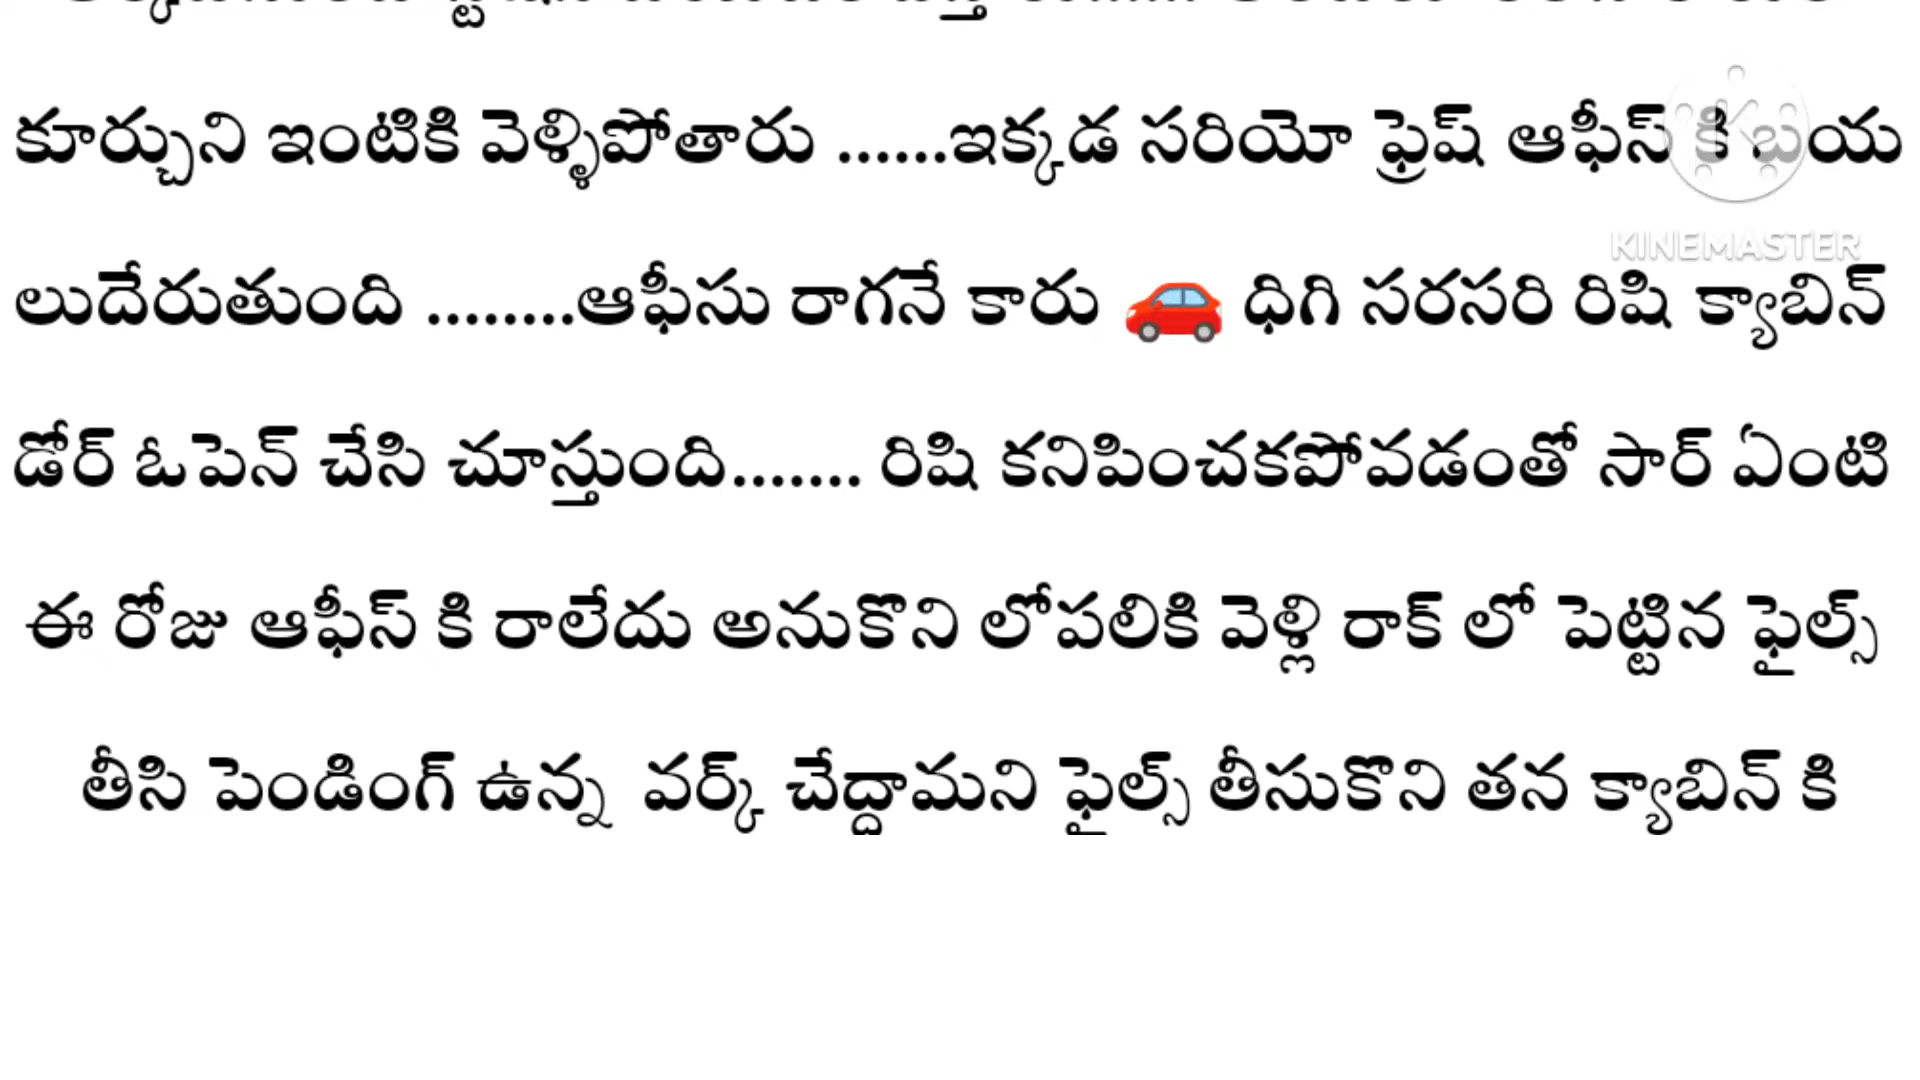 కూర్చుని ఇంటికి వెళ్ళిపోతారు ......ఇక్కడ సరియో ఫ్రెష్ ఆఫీస్ కి బయ
KINEMASTER
లుదేరుతుంది ........ఆఫీసు రాగనే కారు 🚗 ధిగి సరసరి రిషి క్యాబిన్
డోర్ ఓపెన్ చేసి చూస్తుంది....... రిషి కనిపించకపోవడంతో సార్ ఏంటి
ఈ రోజు ఆఫీస్ కి రాలేదు అనుకొని లోపలికి వెళ్లి రాక్ లో పెట్టిన ఫైల్స్
తీసి పెండింగ్ ఉన్న వర్క్ చేద్దామని ఫైల్స్ తీసుకొని తన క్యాబిన్ కి